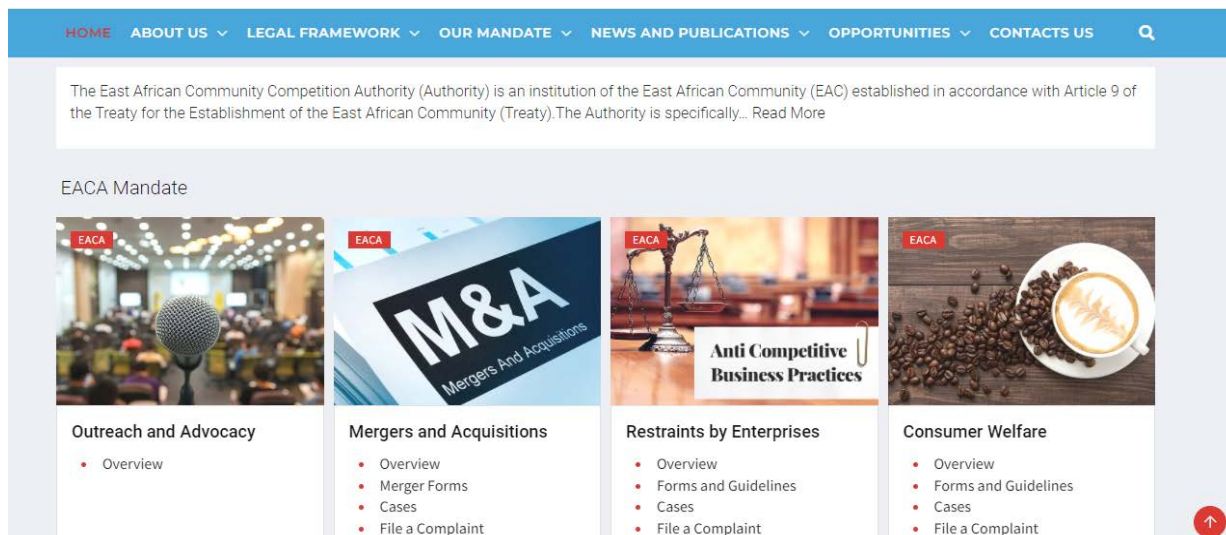 HOME ABOUT US LEGAL FRAMEWORK OUR MANDATE NEWS AND PUBLICATIONS OPPORTUNITIES CONTACTS US
The East African Community Competition Authority (Authority) is an institution of the East African Community (EAC) established in accordance with Article 9 of
the Treaty for the Establishment of the East African Community (Treaty).The Authority is specifically... Read More
EACA Mandate
EACA
M&A
Mergers And Acquisitions
EACA
EACA
Anti Competitive
Business Practices
EACA
Outreach and Advocacy
• Overview
Mergers and Acquisitions
• Overview
• Merger Forms
• Cases
• File a Complaint
Restraints by Enterprises
• Overview
• Forms and Guidelines
• Cases
• File a Complaint
Consumer Welfare
• Overview
• Forms and Guidelines
• Cases
• File a Complaint